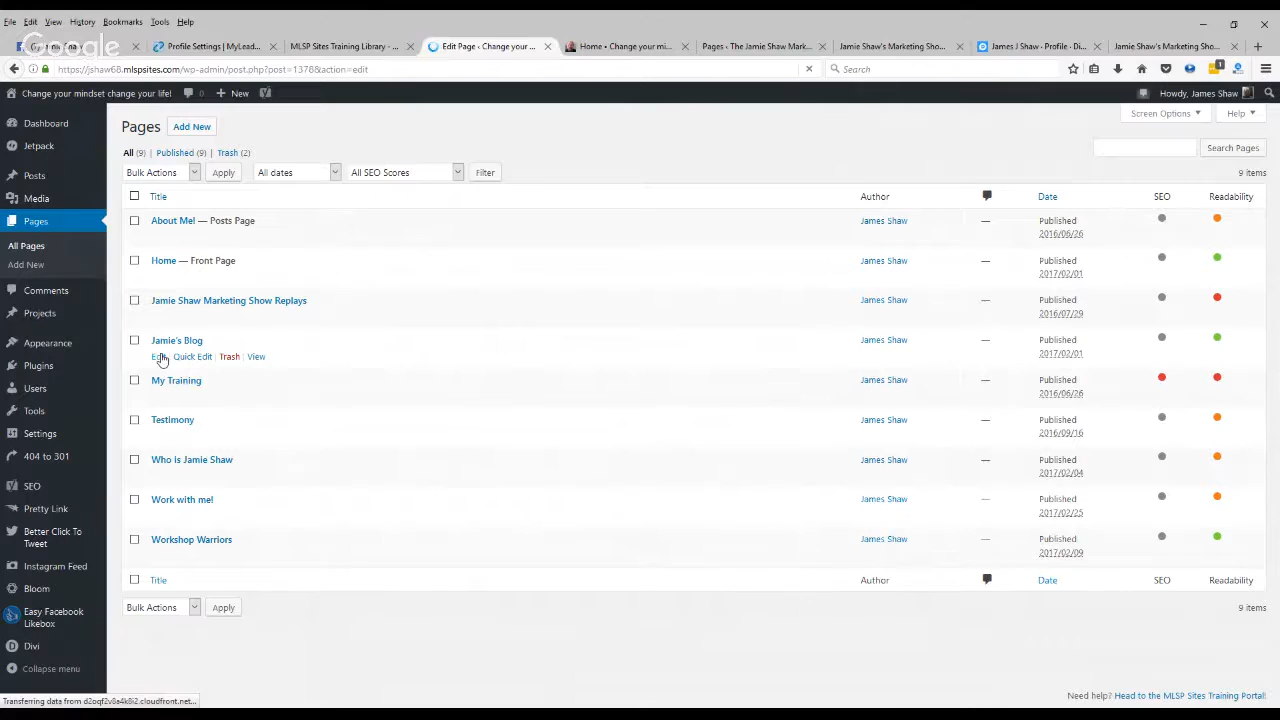 File Edit View History Bookmarks Tools Help
Google
Profile Settings | MyLead... MLSP Sites Training Library - ... Edit Page ‹ Change your ... Home • Change your mi... Pages ‹ The Jamie Shaw Mark... Jamie Shaw's Marketing Sho... James J Shaw - Profile - Di... Jamie Shaw's Marketing Sho...
https://jshaw68.mlspsites.com/wp-admin/post.php?post=13788&action=edit
Search
1
Change your mindset change your life! 0 New Howdy, James Shaw
Screen Options Help
Pages Add New
All (9) | Published (9) | Trash (2)
Search Pages
Bulk Actions Apply All dates All SEO Scores Filter 9 items
Title Author Date SEO Readability
About Me! — Posts Page James Shaw — Published
2016/06/26
Home — Front Page James Shaw — Published
2017/02/01
Jamie Shaw Marketing Show Replays James Shaw — Published
2016/07/29
Jamie's Blog James Shaw — Published
2017/02/01
Edit Quick Edit | Trash | View
My Training James Shaw — Published
2016/06/26
Testimony James Shaw — Published
2016/09/16
Who is Jamie Shaw James Shaw — Published
2017/02/04
Work with me! James Shaw — Published
2017/02/25
Workshop Warriors James Shaw — Published
2017/02/09
Title Author Date SEO Readability
Bulk Actions Apply 9 items
Dashboard
Jetpack
Posts
Media
Pages
All Pages
Add New
Comments
Projects
Appearance
Plugins
Users
Tools
Settings
404 to 301
SEO
Pretty Link
Better Click To
Tweet
Instagram Feed
Bloom
Easy Facebook
Likebox
Divi
Collapse menu
Need help? Head to the MLSP Sites Training Portal!
Transferring data from d2oqf2v8a4k8i2.cloudfront.net...